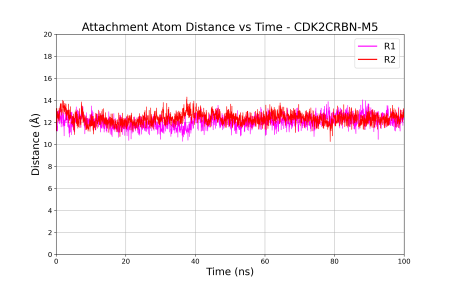 Attachment Atom Distance vs Time - CDK2CRBN-M5
R1
R2
Distance (Å)
20
18
16
14
12
10
8
6
4
2
0
0 20 40 60 80 100
Time (ns)